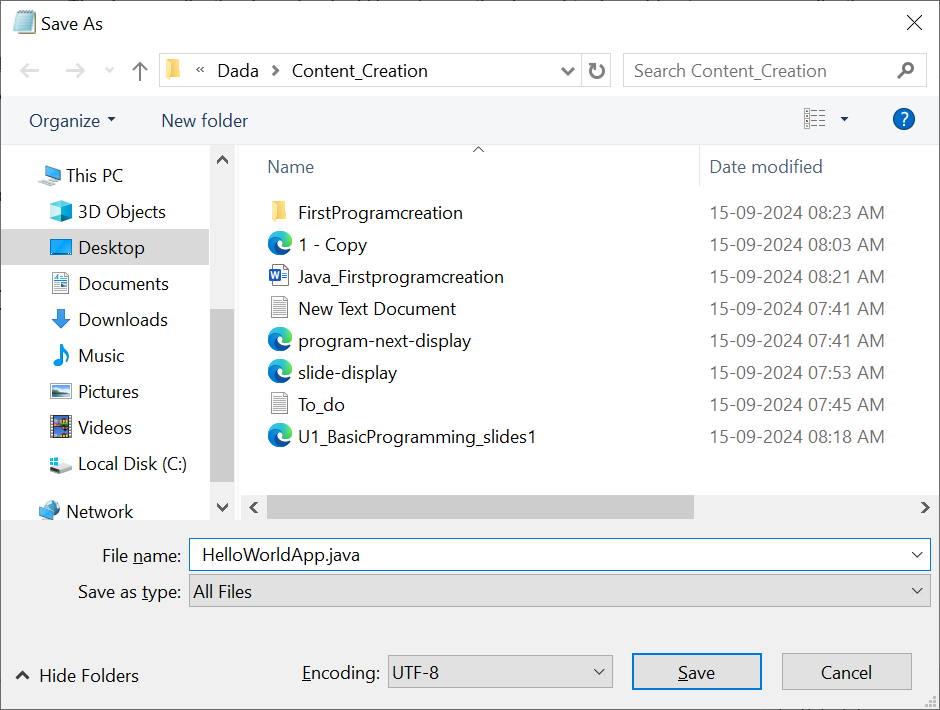 Save As
« Dada > Content_Creation
Search Content_Creation
Organize
New folder
?
This PC
3D Objects
Desktop
Documents
Downloads
Music
Pictures
Videos
Local Disk (C:)
Network
Name Date modified
FirstProgramcreation 15-09-2024 08:23 AM
1 - Copy 15-09-2024 08:03 AM
W Java_Firstprogramcreation 15-09-2024 08:21 AM
New Text Document 15-09-2024 07:41 AM
program-next-display 15-09-2024 07:41 AM
slide-display 15-09-2024 07:53 AM
To_do 15-09-2024 07:45 AM
U1_BasicProgramming_slides1 15-09-2024 08:18 AM
File name: HelloWorldApp.java
Save as type: All Files
Hide Folders
Encoding: UTF-8
Save
Cancel